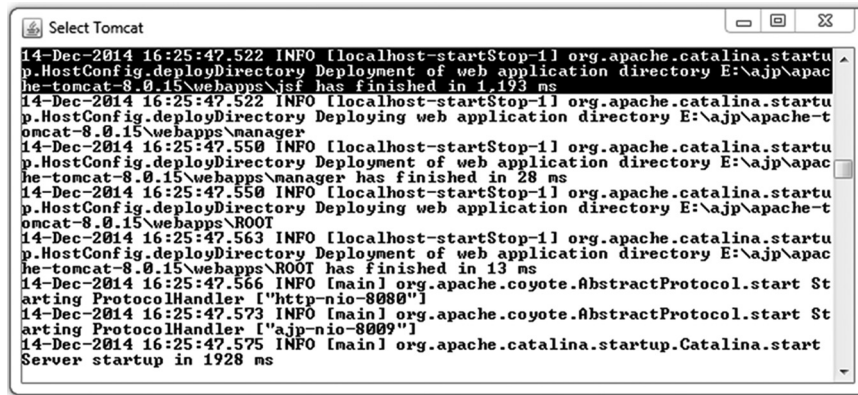 Select Tomcat
14-Dec-2014 16:25:47.522 INFO [localhost-startStop-1] org.apache.catalina.startu
p.HostConfig.deployDirectory Deployment of web application directory E:\ajp\apac
he-tomcat-8.0.15\webapps\jsf has finished in 1,193 ms
14-Dec-2014 16:25:47.522 INFO [localhost-startStop-1] org.apache.catalina.startu
p.HostConfig.deployDirectory Deploying web application directory E:\ajp\apache-t
omcat-8.0.15\webapps\manager
14-Dec-2014 16:25:47.550 INFO [localhost-startStop-1] org.apache.catalina.startu
p.HostConfig.deployDirectory Deployment of web application directory E:\ajp\apac
he-tomcat-8.0.15\webapps\manager has finished in 28 ms
14-Dec-2014 16:25:47.550 INFO [localhost-startStop-1] org.apache.catalina.startu
p.HostConfig.deployDirectory Deploying web application directory E:\ajp\apache-t
omcat-8.0.15\webapps\ROOT
14-Dec-2014 16:25:47.563 INFO [localhost-startStop-1] org.apache.catalina.startu
p.HostConfig.deployDirectory Deployment of web application directory E:\ajp\apac
he-tomcat-8.0.15\webapps\ROOT has finished in 13 ms
14-Dec-2014 16:25:47.566 INFO [main] org.apache.coyote.AbstractProtocol.start St
arting ProtocolHandler ["http-nio-8080"]
14-Dec-2014 16:25:47.573 INFO [main] org.apache.coyote.AbstractProtocol.start St
arting ProtocolHandler ["ajp-nio-8009"]
14-Dec-2014 16:25:47.575 INFO [main] org.apache.catalina.startup.Catalina.start
Server startup in 1928 ms